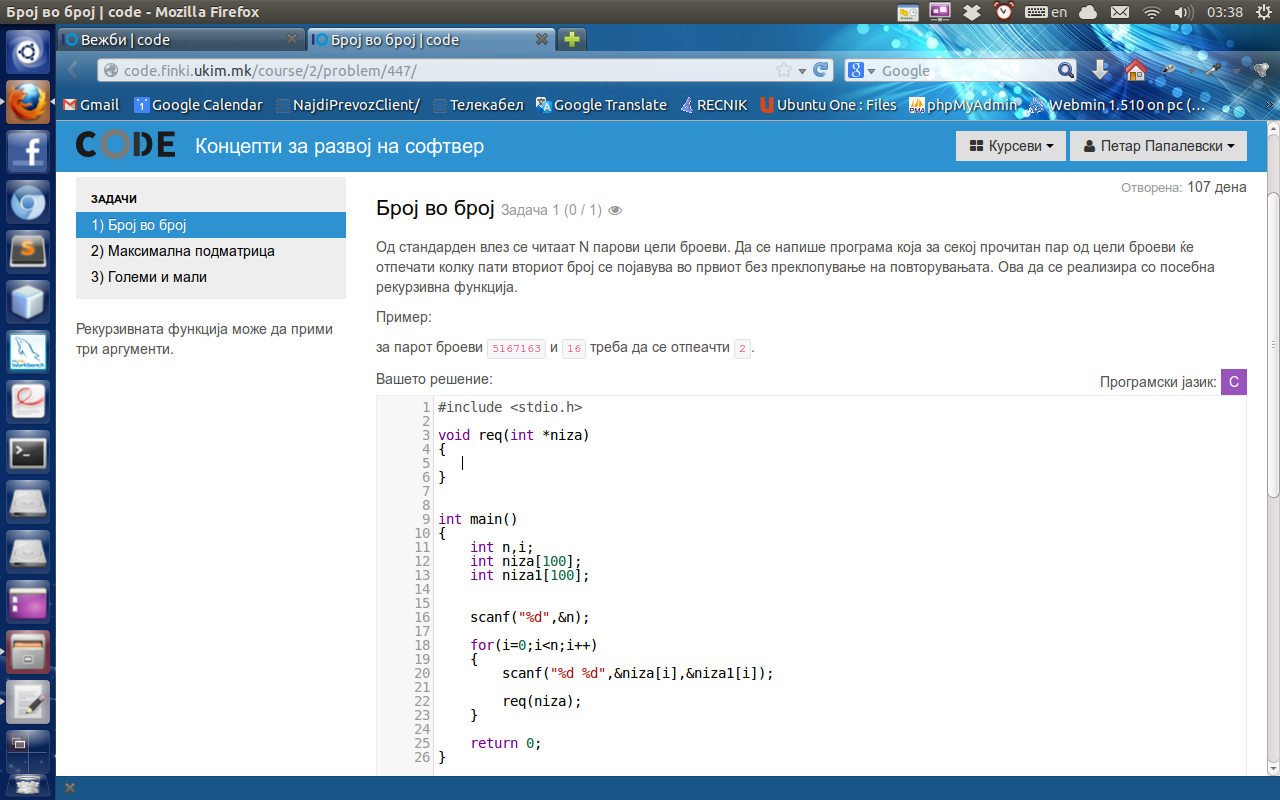 Број во број | code - Mozilla Firefox
en
03:38
Вежби | code
Број во број | code
code.finki.ukim.mk/course/2/problem/447/
Google
Gmail
Google Calendar
NajdiPrevozClient/
Телекабел
Google Translate
RECNIK
Ubuntu One : Files
phpMyAdmin
Webmin 1.510 on pc (...
CODE
Концепти за развој на софтвер
Курсеви
Петар Папалевски
Отворена: 107 дена
ЗАДАЧИ
1) Број во број
2) Максимална подматрица
3) Големи и мали
Рекурзивната функција може да прими
три аргументи.
Број во број Задача 1 (0 / 1)
Од стандарден влез се читаат N парови цели броеви. Да се напише програма која за секој прочитан пар од цели броеви ќе
отпечати колку пати вториот број се појавува во првиот без преклопување на повторувањата. Ова да се реализира со посебна
рекурзивна функција.
Пример:
за парот броеви 5167163 и 16 треба да се отпеачти 2.
Вашето решение:
Програмски јазик: C
1 #include <stdio.h>
2
3 void req(int *niza)
4 {
5
6 }
7
8
9 int main()
10 {
11 int n,i;
12 int niza[100];
13 int niza1[100];
14
15
16 scanf("%d",&n);
17
18 for(i=0;i<n;i++)
19 {
20 scanf("%d %d",&niza[i],&niza1[i]);
21
22 req(niza);
23 }
24
25 return 0;
26 }